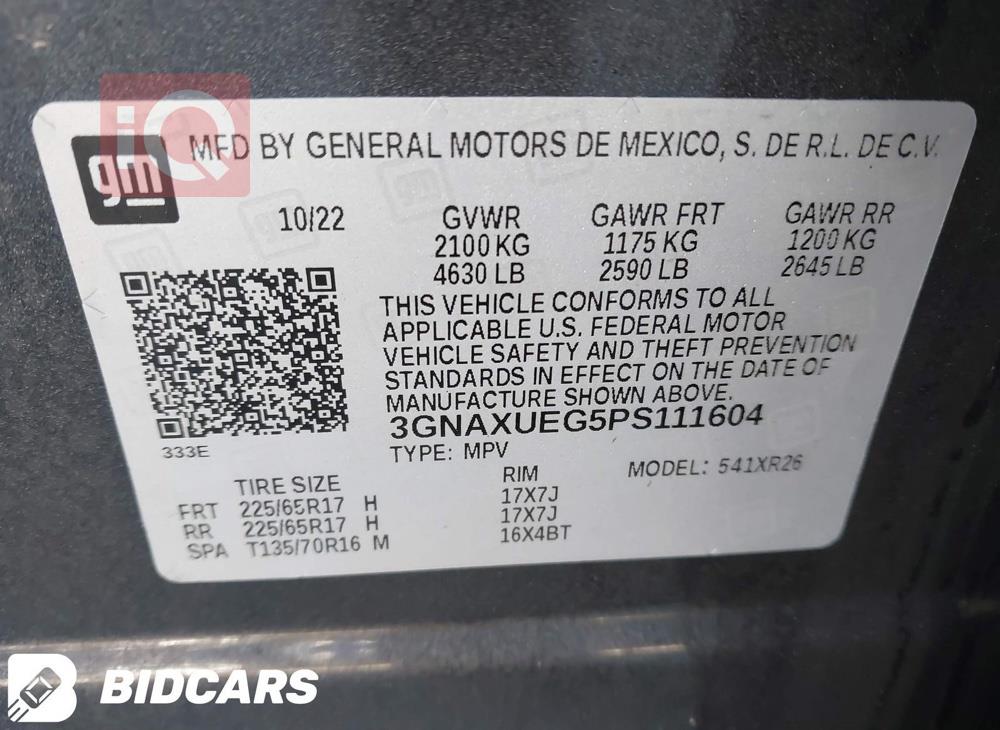 iQ
gm
MFD BY GENERAL MOTORS DE MEXICO, S. DE R.L. DE C.V.
10/22 GVWR GAWR FRT GAWR RR
2100 KG 1175 KG 1200 KG
4630 LB 2590 LB 2645 LB
THIS VEHICLE CONFORMS TO ALL
APPLICABLE U.S. FEDERAL MOTOR
VEHICLE SAFETY AND THEFT PREVENTION
STANDARDS IN EFFECT ON THE DATE OF
MANUFACTURE SHOWN ABOVE.
3GNAXUEG5PS111604
333E
TYPE: MPV MODEL: 541XR26
TIRE SIZE RIM
FRT 225/65R17 H 17X7J
RR 225/65R17 H 17X7J
SPA T135/70R16 M 16X4BT
BIDCARS